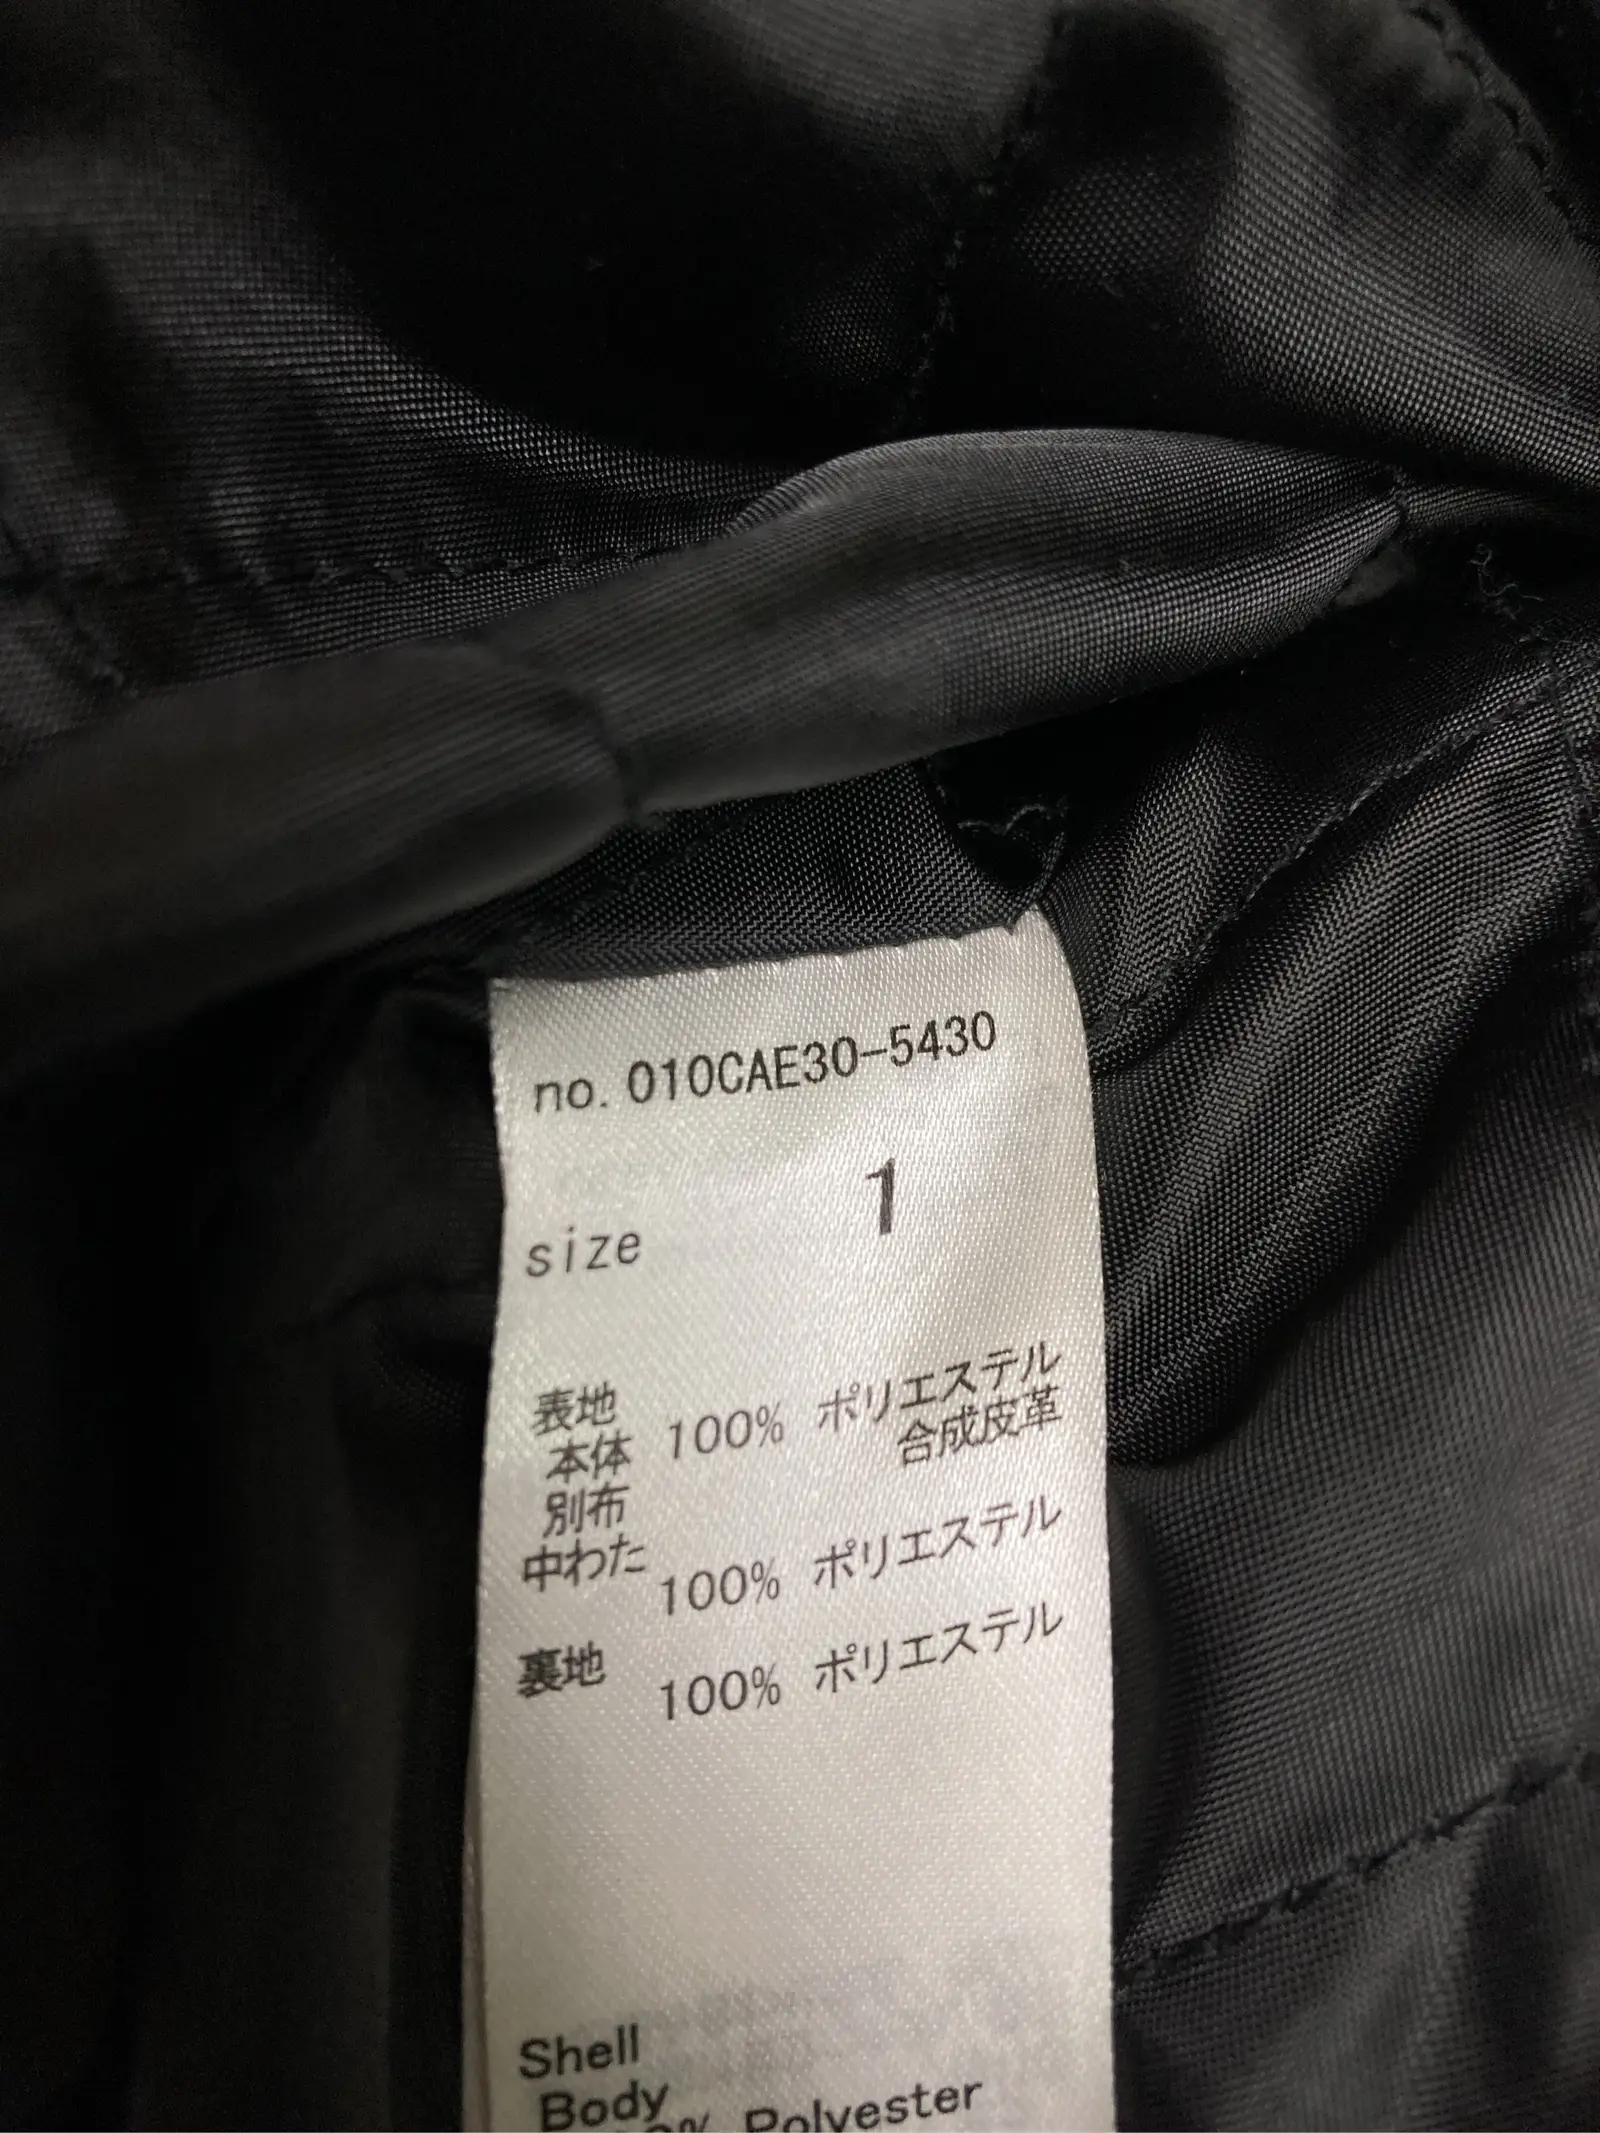 no. 010CAE30-5430
size 1
表地
本体 100% ポリエステル
別布 合成皮革
中わた 100% ポリエステル
裏地 100% ポリエステル
Shell
Body
Polyester